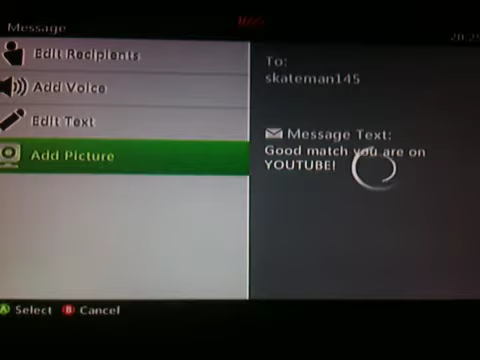 Message
Edit Recipients
Add Voice
Edit Text
Add Picture
To:
skateman145
Message Text:
Good match you are on
YOUTUBE!
A Select B Cancel